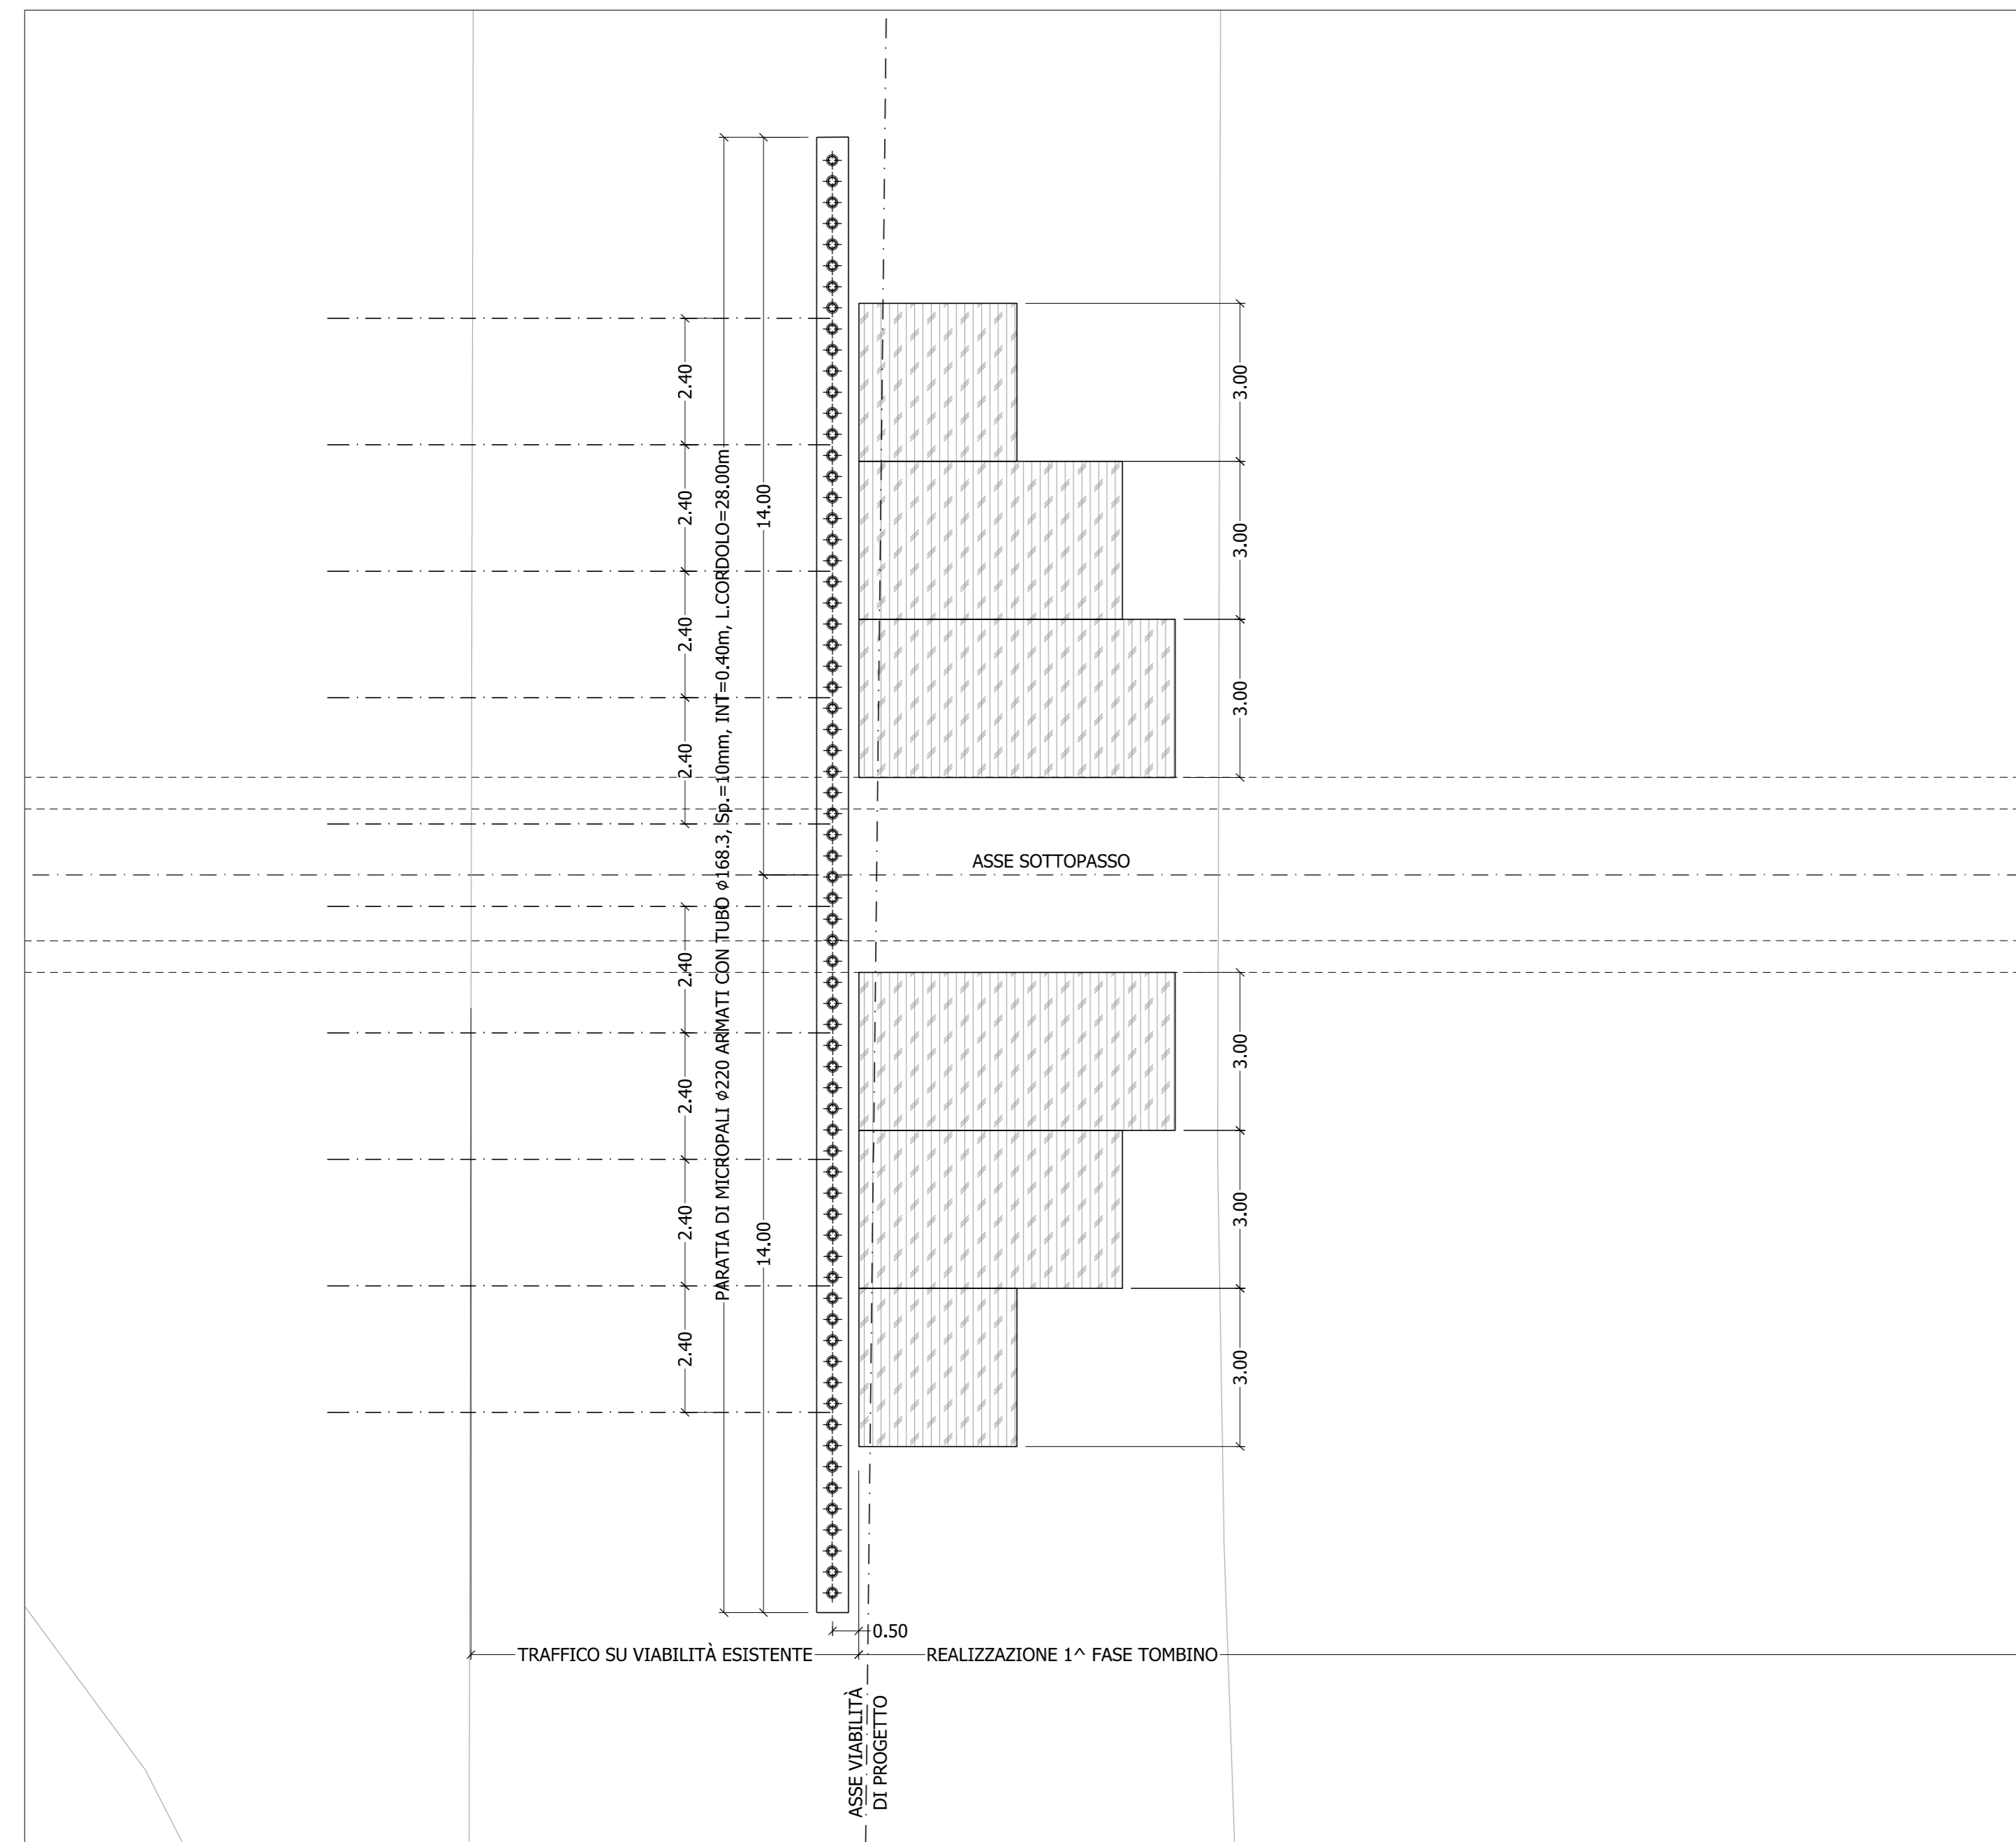 2.40
2.40
2.40
2.40
2.40
2.40
2.40
2.40
PARATIA DI MICROPALI ϕ220 ARMATI CON TUBO ϕ168.3, Sp.=10mm, INT=0.40m, L.CORDOLO=28.00m
14.00
14.00
3.00
3.00
3.00
ASSE SOTTOPASSO
3.00
3.00
3.00
0.50
TRAFFICO SU VIABILITÀ ESISTENTE
REALIZZAZIONE 1^ FASE TOMBINO
ASSE VIABILITÀ
DI PROGETTO